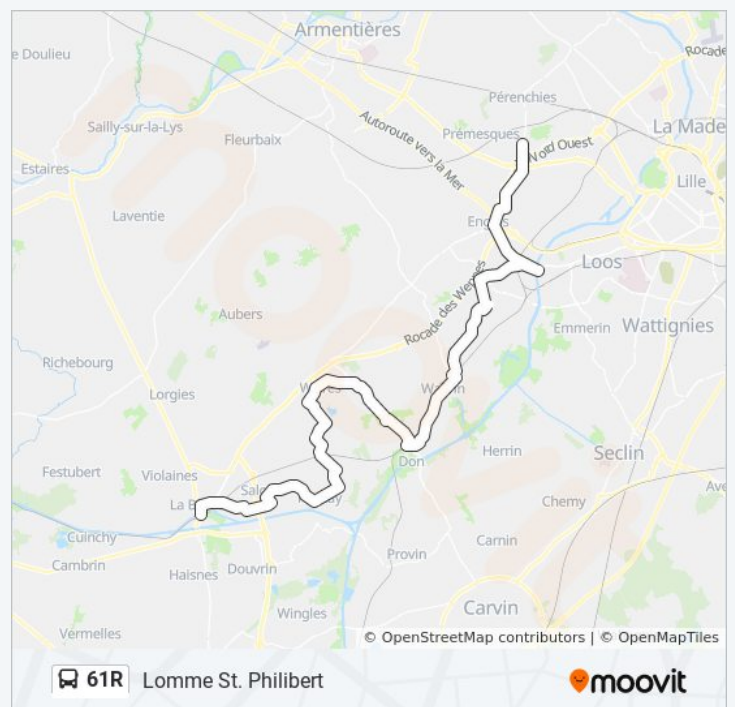 Armentières
e Doulieu
Rocade
Pérenchies
Sailly-sur-la-Lys
Autoroute vers la Mer
La Made
Fleurbaix
Prémesques
Nord Ouest
Estaires
Lille
Laventie
Loos
Rocade des Weppes
Aubers
Emmerin
Wattignies
Richebourg
Lorgies
Herrin
Seclin
Don
Festubert
Violaines
Ave
La B
Chemy
Cuinchy
Carnin
Cambrin
Haisnes
Douvrin
Provin
Wingles
Carvin
Vermelles
© OpenStreetMap contributors | © OpenMapTiles
61R Lomme St. Philibert
moovit